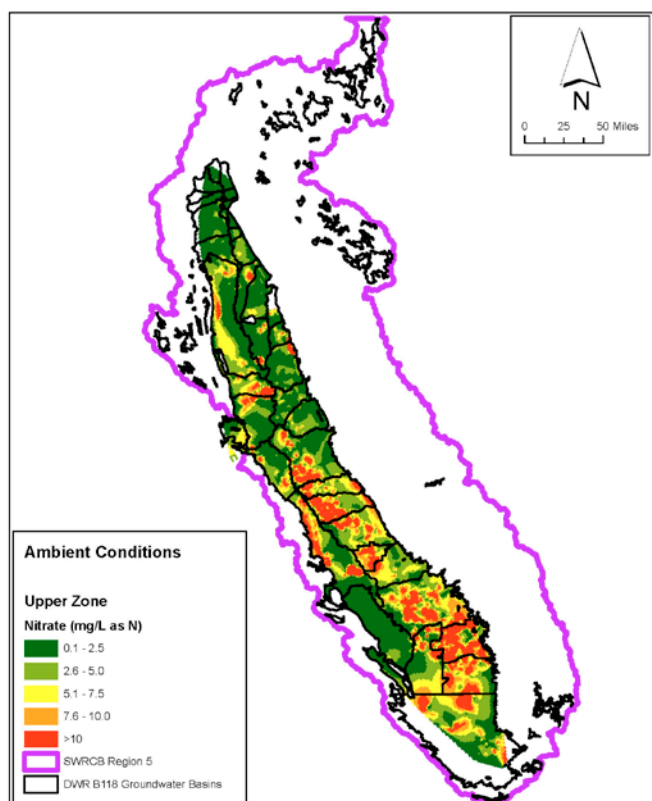 N
0 25 50 Miles
Ambient Conditions
Upper Zone
Nitrate (mg/L as N)
0.1 - 2.5
2.6 - 5.0
5.1 - 7.5
7.6 - 10.0
>10
SWRCB Region 5
DWR B118 Groundwater Basins